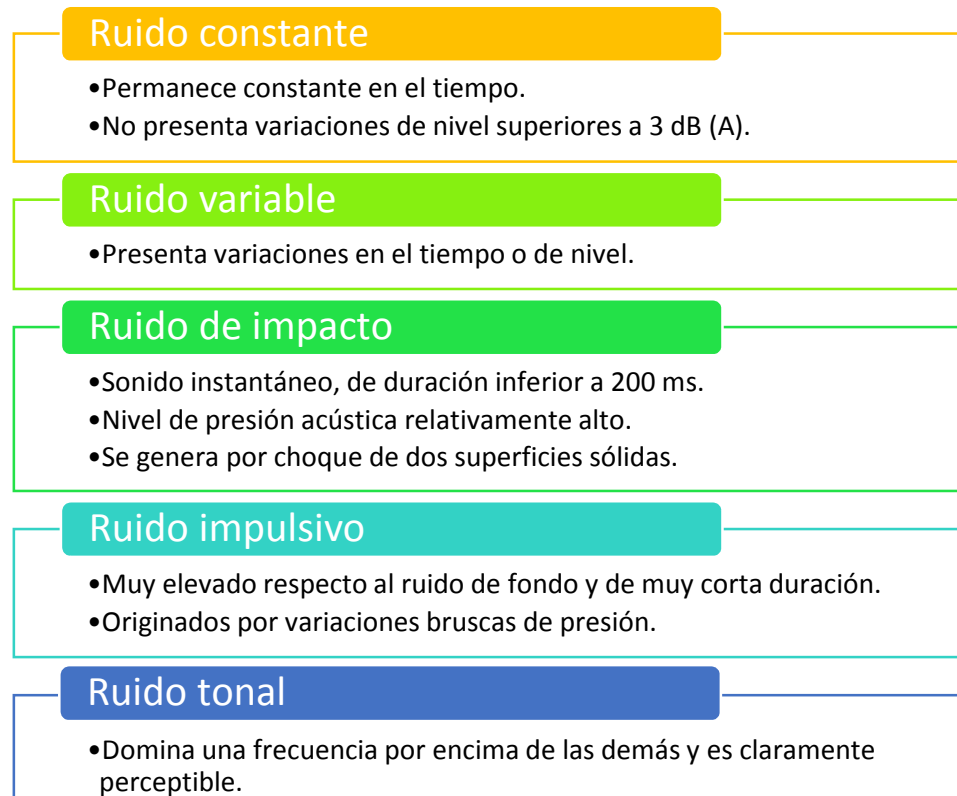 Ruido constante
•Permanece constante en el tiempo.
•No presenta variaciones de nivel superiores a 3 dB (A).
Ruido variable
•Presenta variaciones en el tiempo o de nivel.
Ruido de impacto
•Sonido instantáneo, de duración inferior a 200 ms.
•Nivel de presión acústica relativamente alto.
•Se genera por choque de dos superficies sólidas.
Ruido impulsivo
•Muy elevado respecto al ruido de fondo y de muy corta duración.
•Originados por variaciones bruscas de presión.
Ruido tonal
•Domina una frecuencia por encima de las demás y es claramente
perceptible.